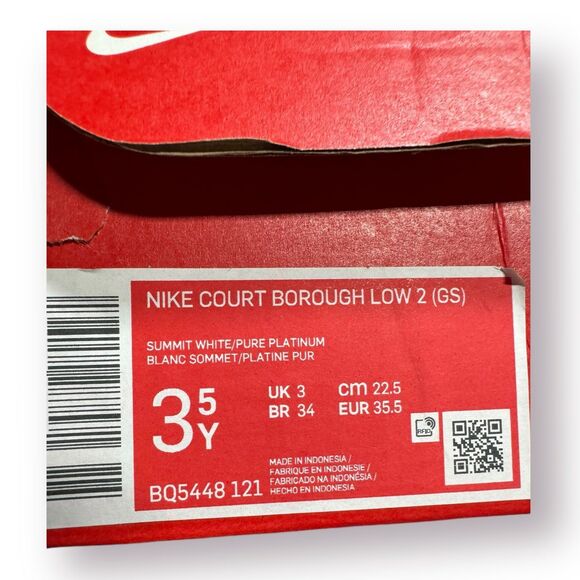 NIKE COURT BOROUGH LOW 2 (GS)
SUMMIT WHITE/PURE PLATINUM
BLANC SOMMET/PLATINE PUR
3 5 Y
UK 3 cm 22.5
BR 34 EUR 35.5
RFID
BQ5448 121
MADE IN INDONESIA /
FABRIQUE EN INDONESIE /
FABRICADO NA INDONÉSIA /
HECHO EN INDONESIA